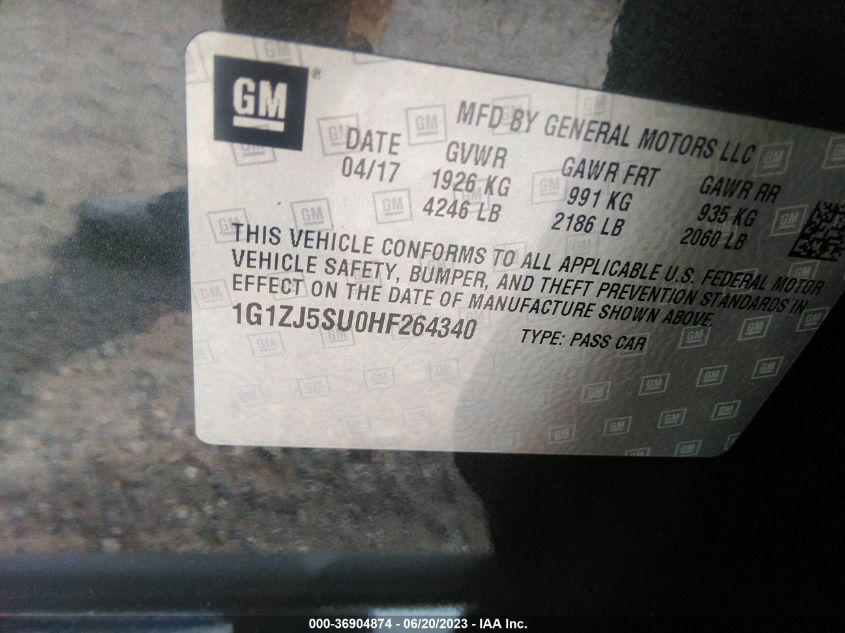 GM ®
MFD BY GENERAL MOTORS LLC
DATE GVWR GAWR FRT GAWR RR
04/17 1926 KG 991 KG 935 KG
4246 LB 2186 LB 2060 LB
THIS VEHICLE CONFORMS TO ALL APPLICABLE U.S. FEDERAL MOTOR
VEHICLE SAFETY, BUMPER, AND THEFT PREVENTION STANDARDS IN
EFFECT ON THE DATE OF MANUFACTURE SHOWN ABOVE.
1G1ZJ5SU0HF264340 TYPE: PASS CAR
000-36904874 / 06/20/2023 - IAA Inc.